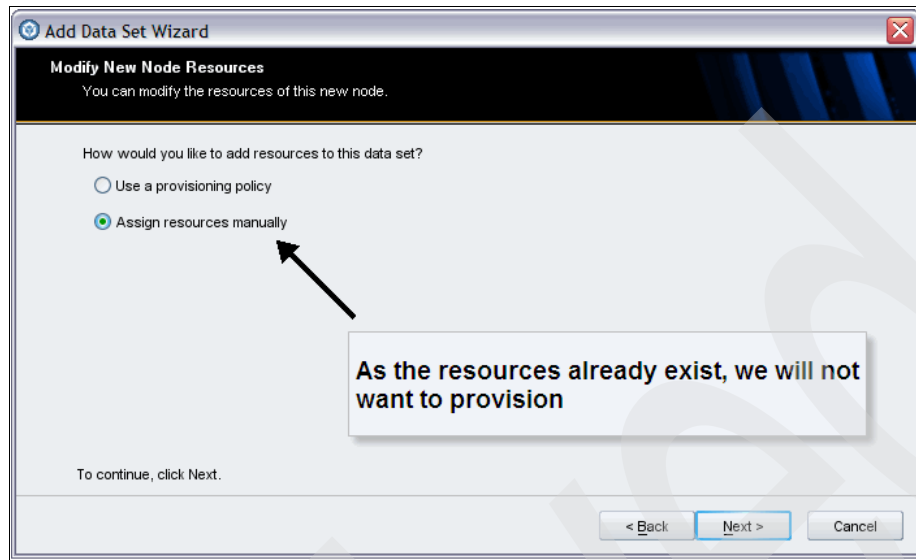 Add Data Set Wizard
Modify New Node Resources
You can modify the resources of this new node.
How would you like to add resources to this data set?
Use a provisioning policy
Assign resources manually
As the resources already exist, we will not
want to provision
To continue, click Next.
< Back
Next >
Cancel